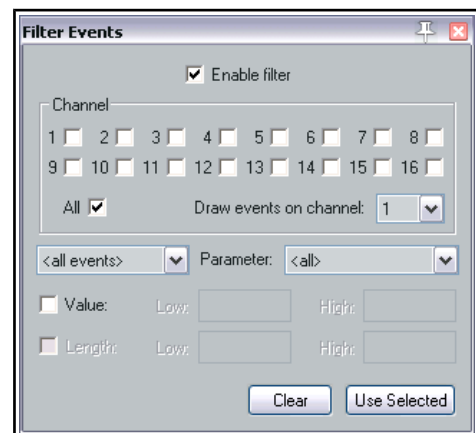 Filter Events
Enable filter
Channel
1 2 3 4 5 6 7 8
9 10 11 12 13 14 15 16
All Draw events on channel: 1
<all events> Parameter: <all>
Value: Low: High:
Length: Low: High:
Clear Use Selected